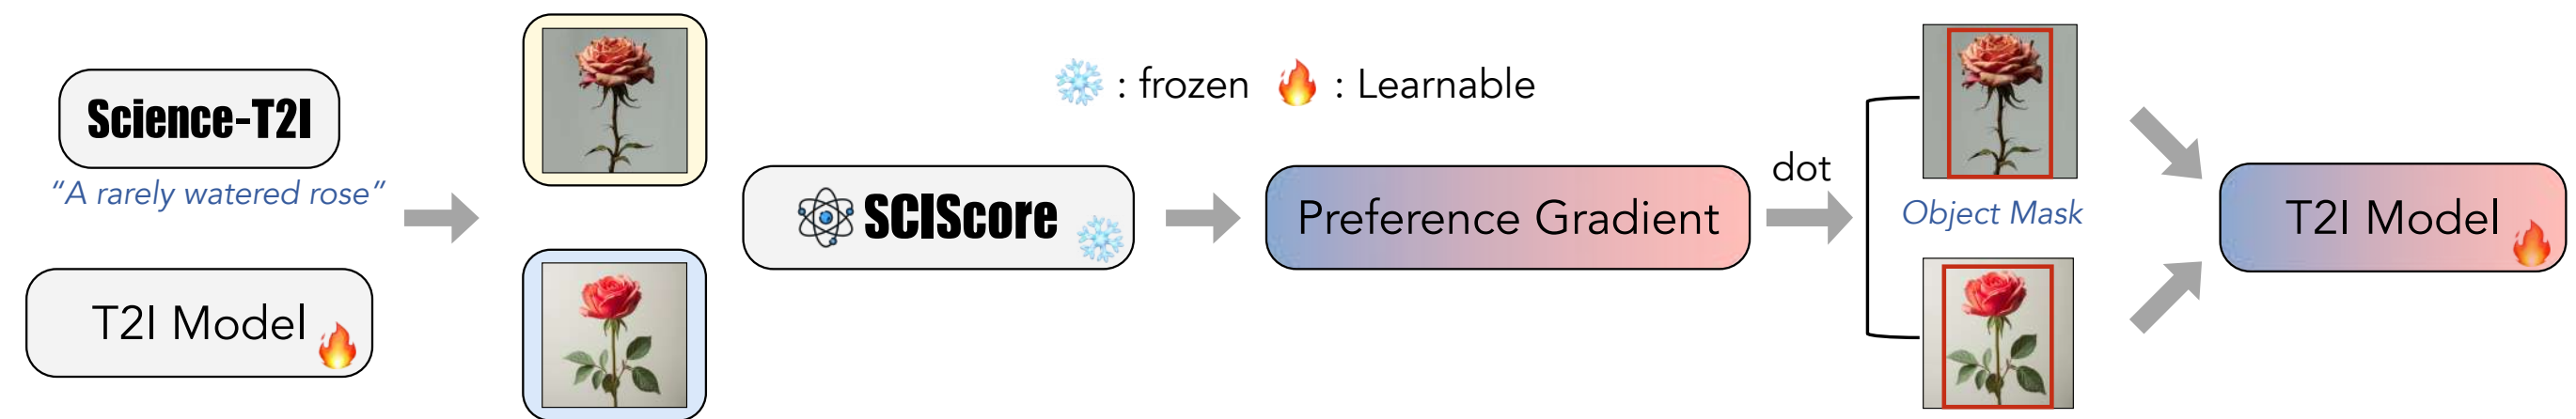 Science-T2I
"A rarely watered rose"
T2I Model
SCIScore
: frozen : Learnable
Preference Gradient
dot
Object Mask
T2I Model